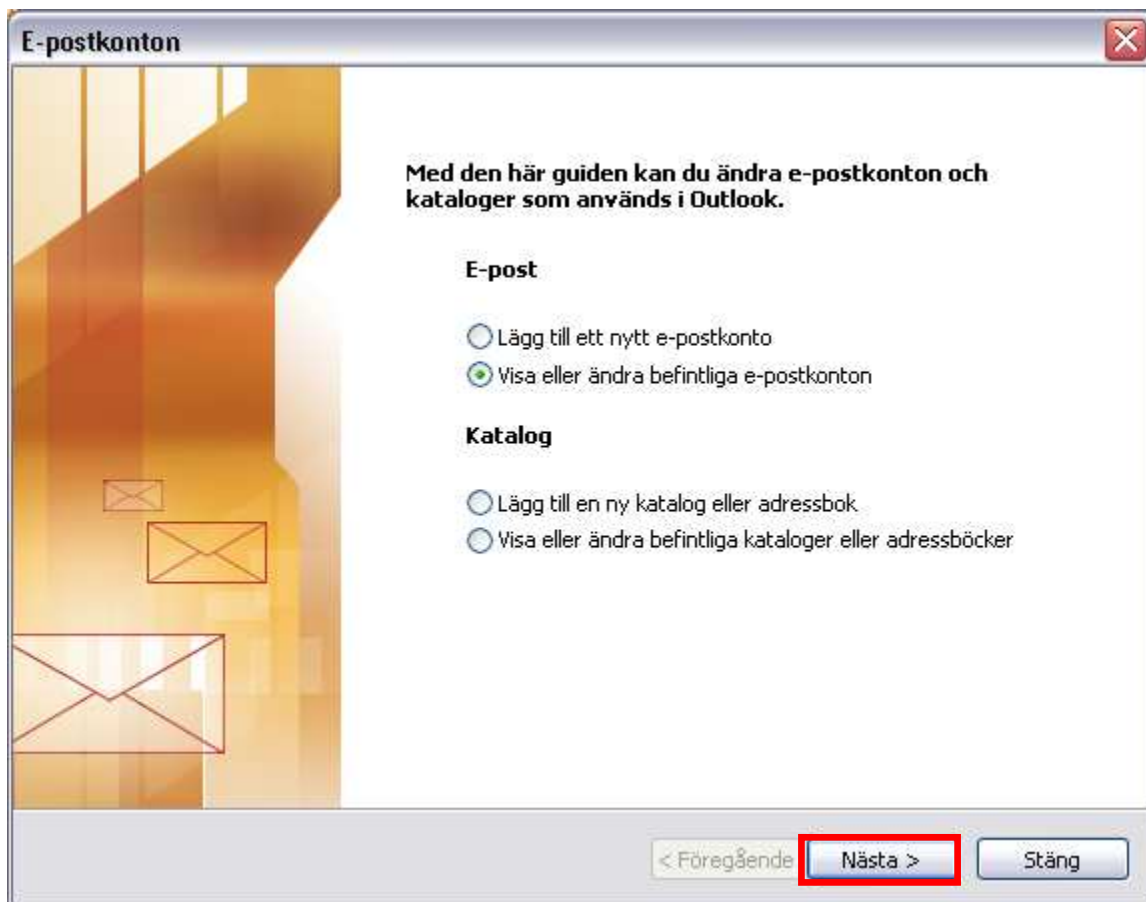 E-postkonton
Med den här guiden kan du ändra e-postkonton och
kataloger som används i Outlook.
E-post
Lägg till ett nytt e-postkonto
Visa eller ändra befintliga e-postkonton
Katalog
Lägg till en ny katalog eller adressbok
Visa eller ändra befintliga kataloger eller adressböcker
< Föregående
Nästa >
Stäng